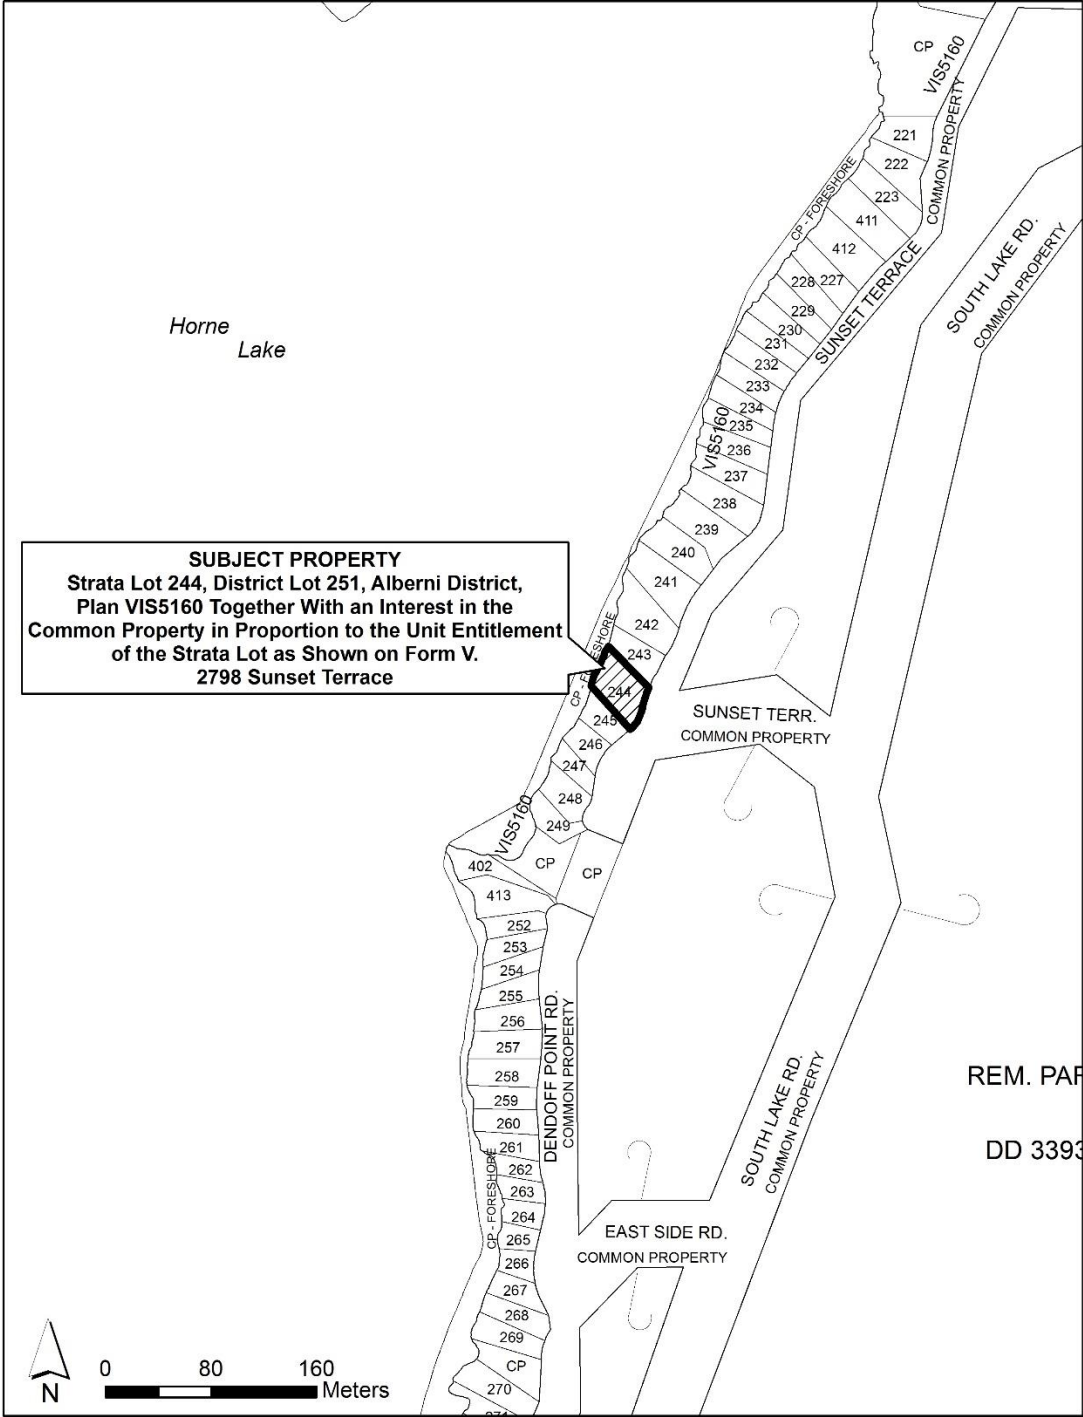 CP
VIS5160
COMMON PROPERTY
221
222
CP - FORESHORE
223
411
412
SOUTH LAKE RD.
COMMON PROPERTY
SUNSET TERRACE
228
227
229
230
231
232
233
234
235
VIS5160
236
237
238
239
240
241
242
243
244
245
246
247
248
249
Horne
Lake
SUBJECT PROPERTY
Strata Lot 244, District Lot 251, Alberni District,
Plan VIS5160 Together With an Interest in the
Common Property in Proportion to the Unit Entitlement
of the Strata Lot as Shown on Form V.
2798 Sunset Terrace
SUNSET TERR.
COMMON PROPERTY
VIS5160
CP
CP
402
413
252
253
254
255
256
257
258
259
260
261
262
263
264
265
266
267
268
269
CP
270
CP - FORESHORE
DENDOFF POINT RD.
COMMON PROPERTY
SOUTH LAKE RD.
COMMON PROPERTY
REM.
DD
EAST SIDE RD.
COMMON PROPERTY
N
0 80 160
Meters